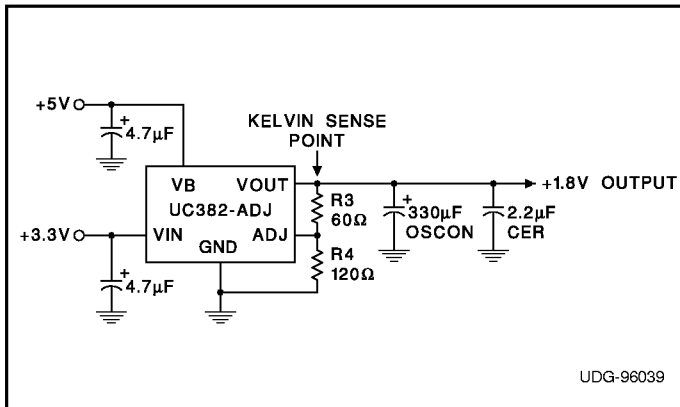 +5V
+
4.7µF
KELVIN SENSE
POINT
VB
VOUT
UC382-ADJ
R3
60Ω
+
330µF
OSCON
2.2µF
CER
+1.8V OUTPUT
+3.3V
VIN
ADJ
GND
R4
120Ω
+
4.7µF
UDG-96039